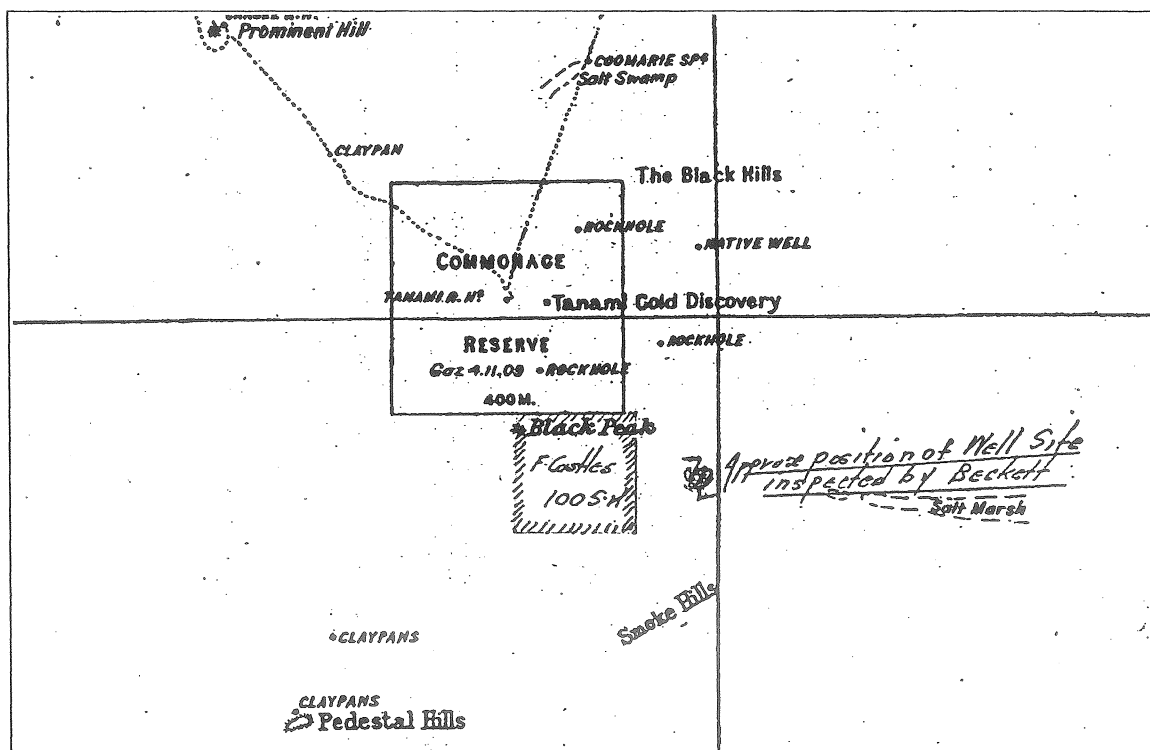 Prominent Hill
COOMARIE SPG
Salt Swamp
CLAYPAN
The Black Hills
ROCKHOLE
NATIVE WELL
COMMONAGE
TANAMI.R.H.
Tanami Gold Discovery
RESERVE
ROCKHOLE
Gaz 4.11.09
ROCKHOLE
400M.
Black Peak
F Castles
100 S.M
Approx position of Well Site
inspected by Beckett
Salt Marsh
Smoke Hills
CLAYPANS
CLAYPANS
Pedestal Hills